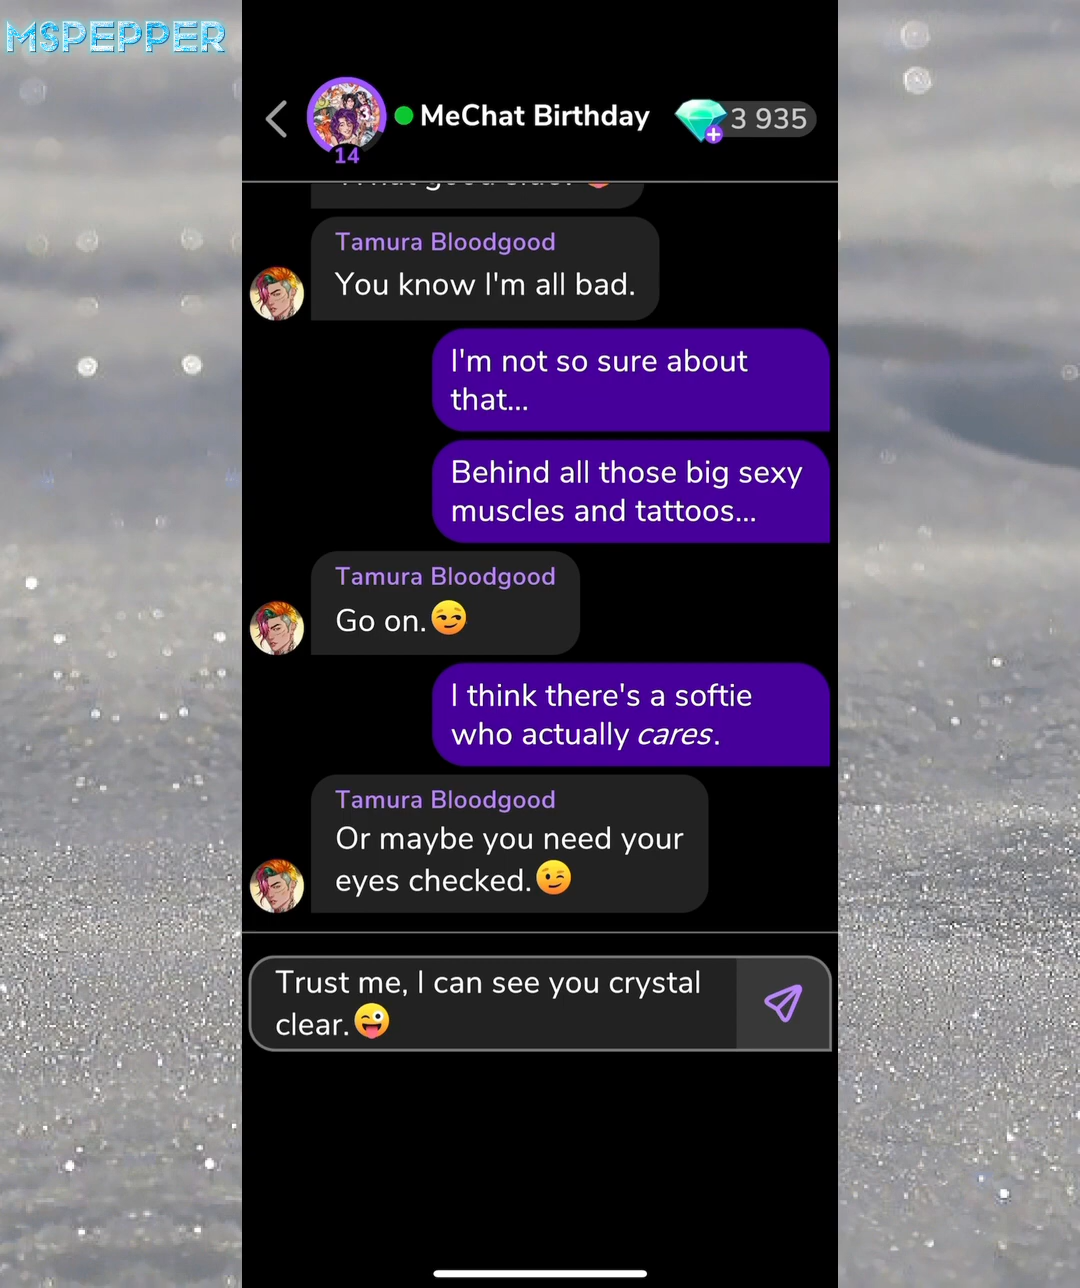 MSPEPPER
MeChat Birthday
3 935
14
Tamura Bloodgood
You know I'm all bad.
I'm not so sure about
that...
Behind all those big sexy
muscles and tattoos...
Tamura Bloodgood
Go on.😏
I think there's a softie
who actually cares.
Tamura Bloodgood
Or maybe you need your
eyes checked.😉
Trust me, I can see you crystal
clear.😜